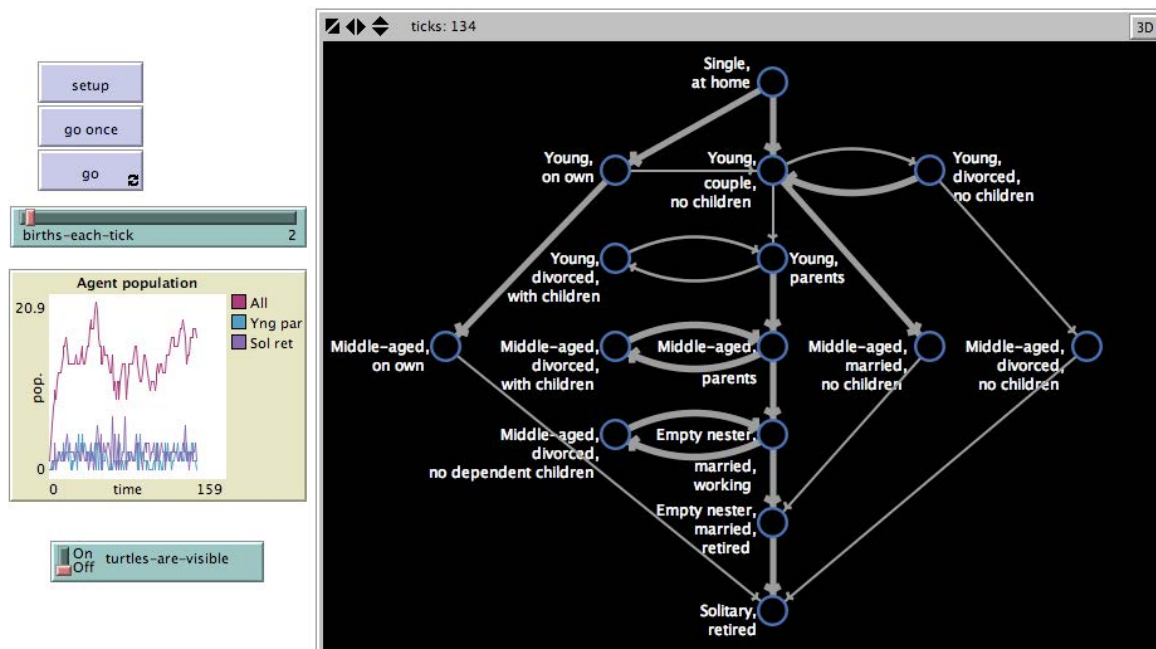 ticks: 134
3D
setup
go once
go
births-each-tick
2
Agent population
20.9
0
pop.
0
time
159
All
Yng par
Sol ret
On
Off
turtles-are-visible
Single,
at home
Young,
on own
Young,
couple,
no children
Young,
divorced,
no children
Young,
divorced,
with children
Young,
parents
Middle-aged,
on own
Middle-aged,
divorced,
with children
Middle-aged,
parents
Middle-aged,
married,
no children
Middle-aged,
divorced,
no children
Middle-aged,
divorced,
no dependent children
Empty nester,
married,
working
Empty nester,
married,
retired
Solitary,
retired